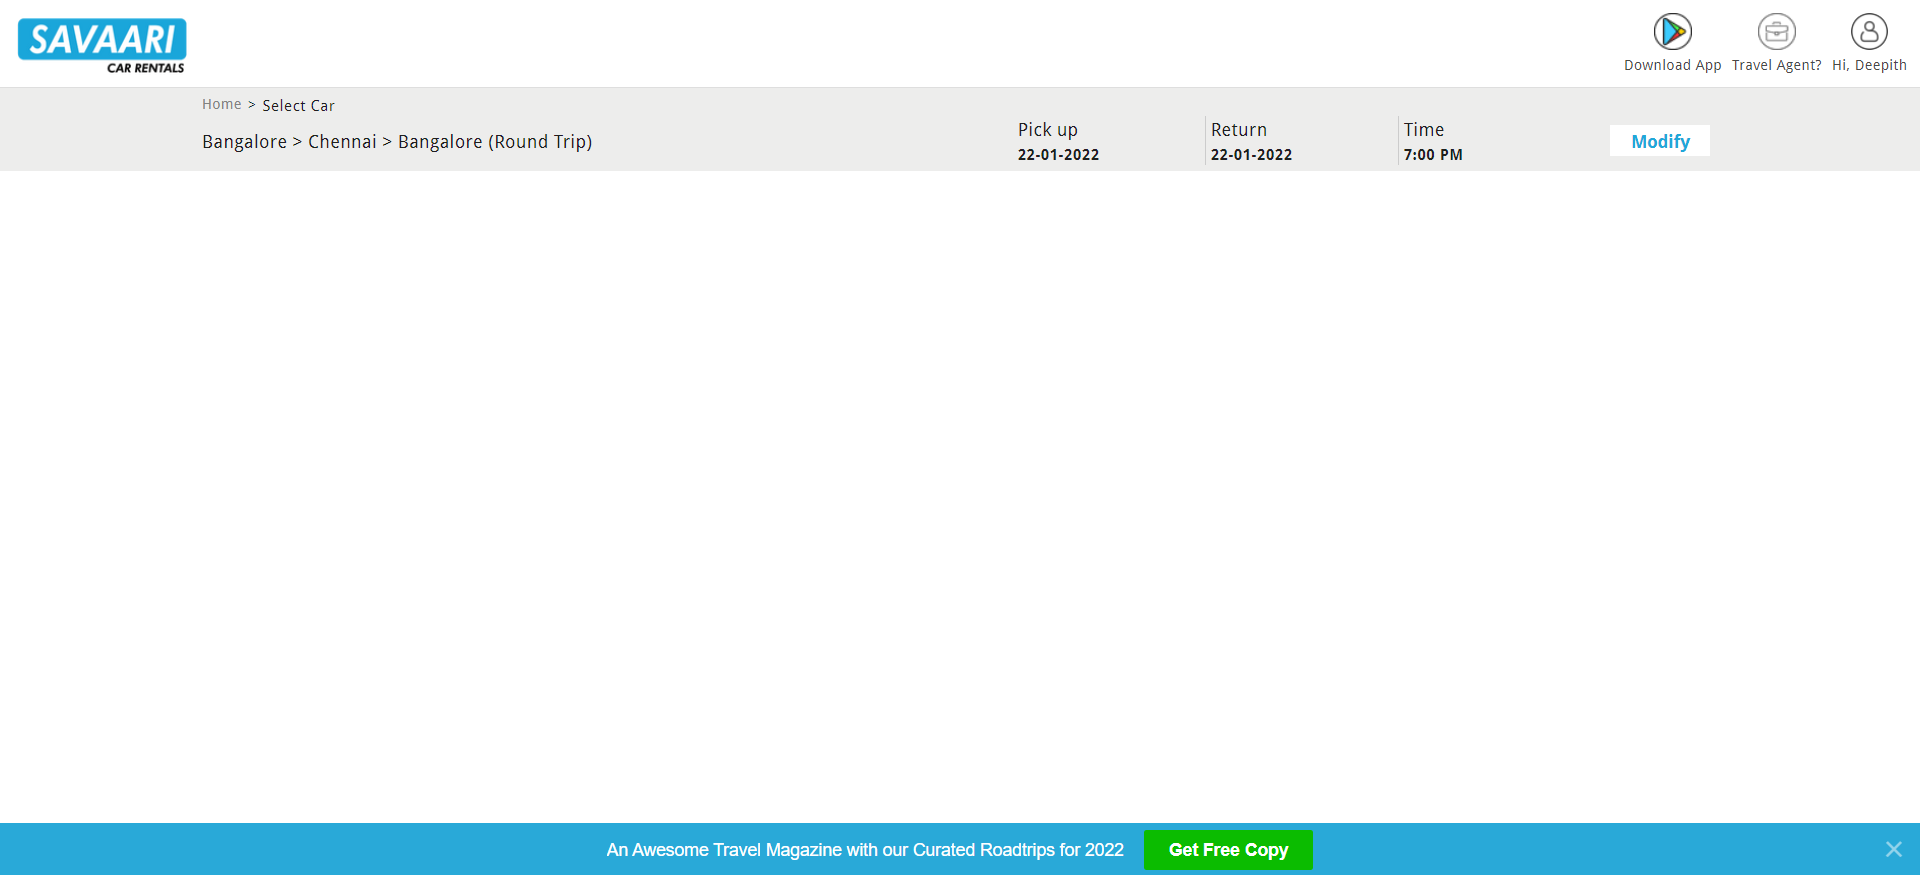 SAVAARI
CAR RENTALS
Download App
Travel Agent?
Hi, Deepith
Home > Select Car
Bangalore > Chennai > Bangalore (Round Trip)
Pick up
22-01-2022
Return
22-01-2022
Time
7:00 PM
Modify
An Awesome Travel Magazine with our Curated Roadtrips for 2022
Get Free Copy